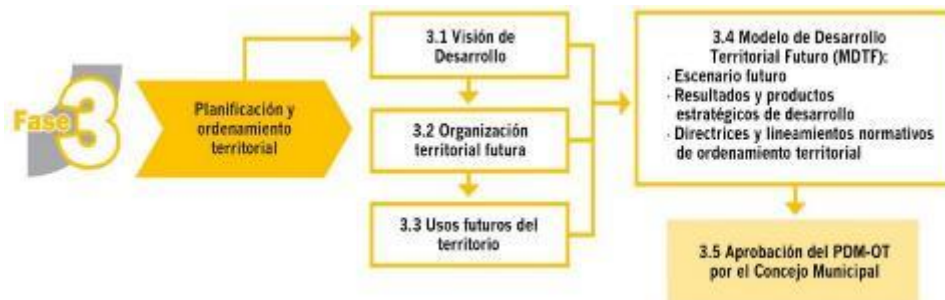 Fase 3
Planificación y
ordenamiento
territorial
3.1 Visión de
Desarrollo
3.2 Organización
territorial futura
3.3 Usos futuros del
territorio
3.4 Modelo de Desarrollo
Territorial Futuro (MDTF):
· Escenario futuro
· Resultados y productos
estratégicos de desarrollo
· Directrices y lineamientos normativos
de ordenamiento territorial
3.5 Aprobación del PDM-OT
por el Concejo Municipal